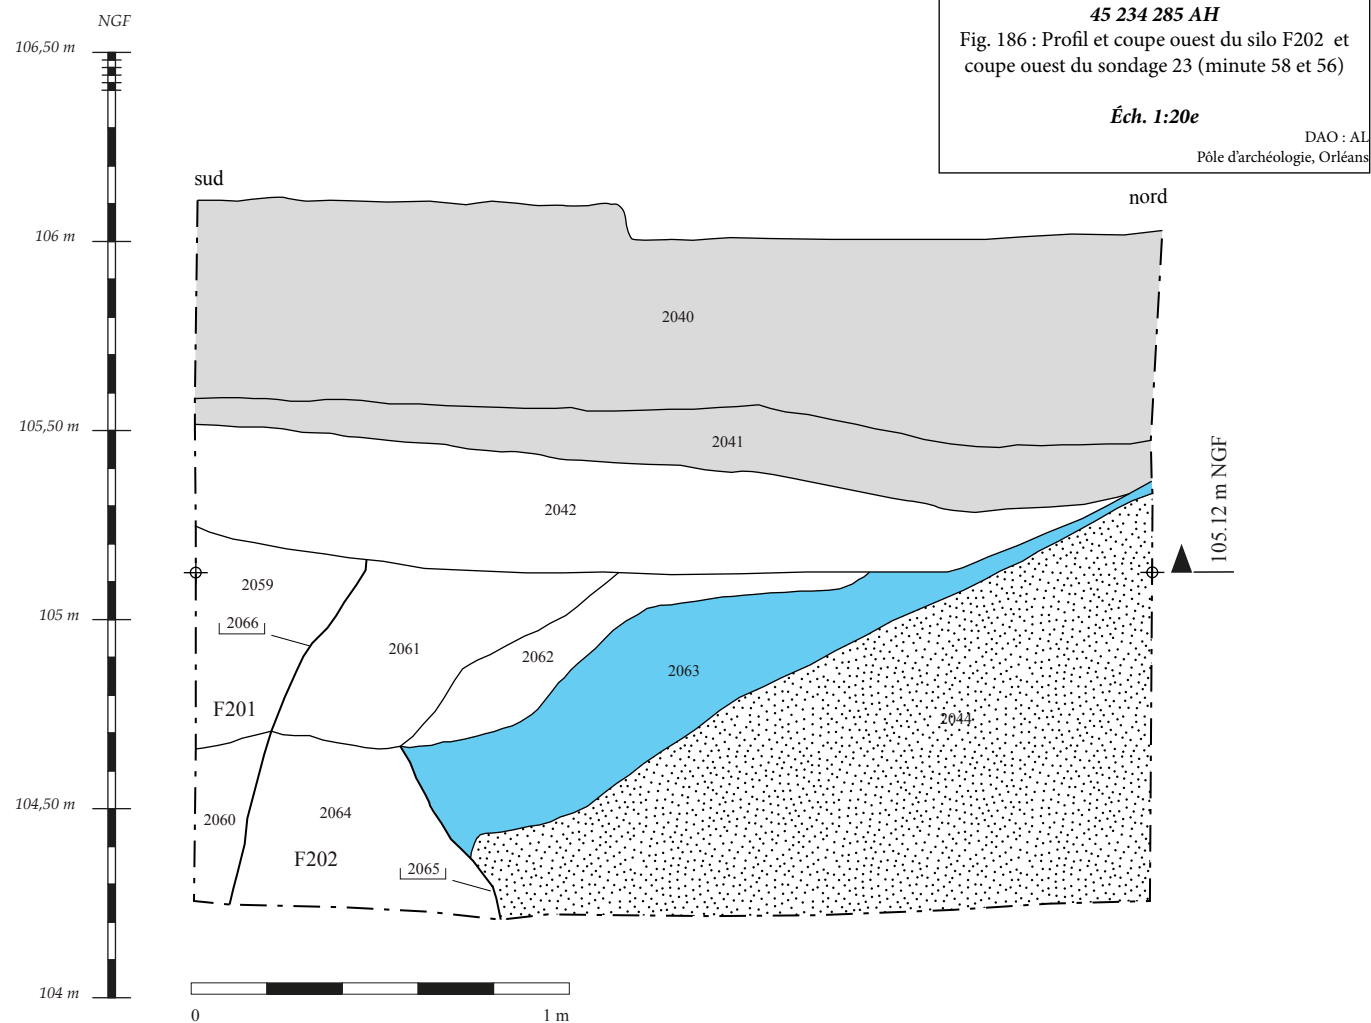 45 234 285 AH
Fig. 186 : Profil et coupe ouest du silo F202 et
coupe ouest du sondage 23 (minute 58 et 56)
Éch. 1:20e
DAO : AL
Pôle d'archéologie, Orléans
NGF
106,50 m
106 m
105,50 m
105 m
104,50 m
104 m
sud
nord
2040
2041
2042
105.12 m NGF
2059
2066
2061
2062
2063
F201
2044
2060
2064
F202
2065
0
1 m